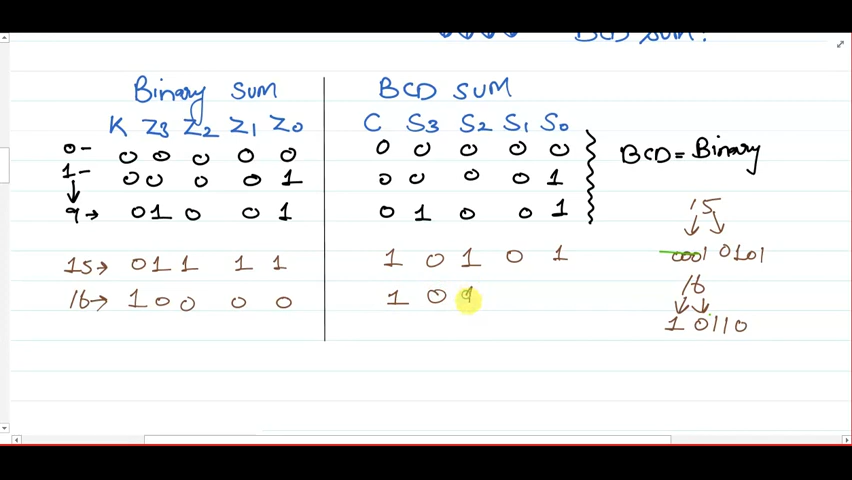 BCD sum?
Binary sum BCD sum
K Z3 Z2 Z1 Z0 C S3 S2 S1 S0
0- 0 0 0 0 0 0 0 0 0 0
1- 0 0 0 0 1 0 0 0 0 1
9→ 0 1 0 0 1 0 1 0 0 1
BCD = Binary
15→ 0 1 1 1 1 1 0 1 0 1
16→ 1 0 0 0 0 1 0
15
0001 0101
16
1 0110